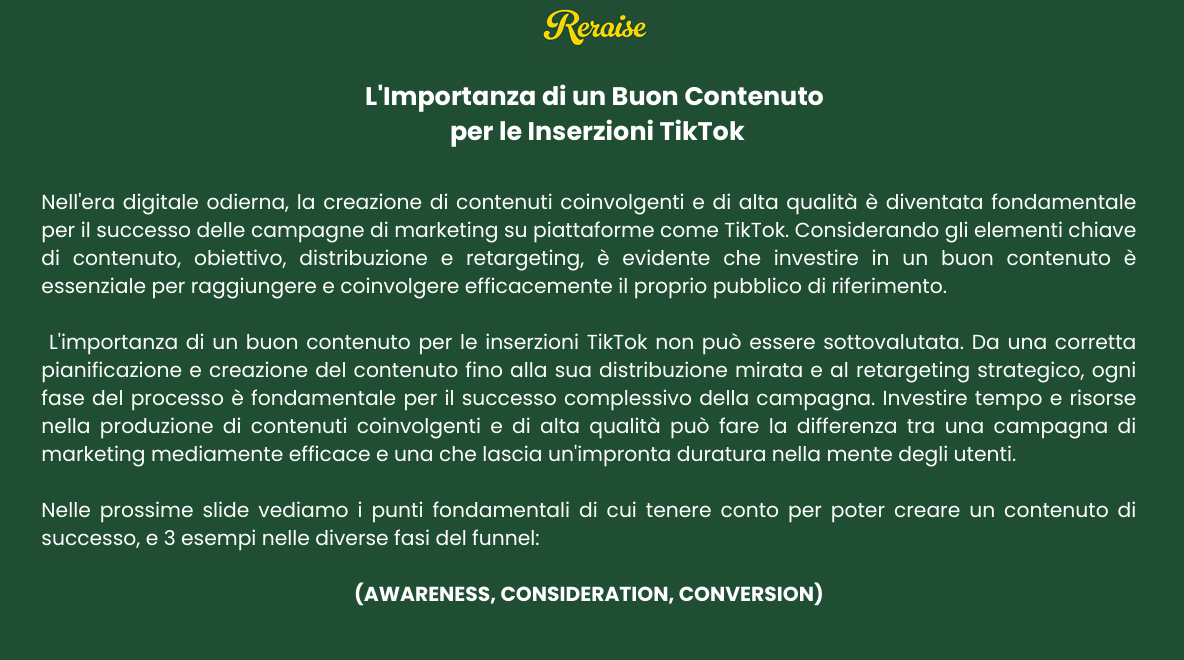 Reraise
L'Importanza di un Buon Contenuto
per le Inserzioni TikTok
Nell'era digitale odierna, la creazione di contenuti coinvolgenti e di alta qualità è diventata fondamentale
per il successo delle campagne di marketing su piattaforme come TikTok. Considerando gli elementi chiave
di contenuto, obiettivo, distribuzione e retargeting, è evidente che investire in un buon contenuto è
essenziale per raggiungere e coinvolgere efficacemente il proprio pubblico di riferimento.
L'importanza di un buon contenuto per le inserzioni TikTok non può essere sottovalutata. Da una corretta
pianificazione e creazione del contenuto fino alla sua distribuzione mirata e al retargeting strategico, ogni
fase del processo è fondamentale per il successo complessivo della campagna. Investire tempo e risorse
nella produzione di contenuti coinvolgenti e di alta qualità può fare la differenza tra una campagna di
marketing mediamente efficace e una che lascia un'impronta duratura nella mente degli utenti.
Nelle prossime slide vediamo i punti fondamentali di cui tenere conto per poter creare un contenuto di
successo, e 3 esempi nelle diverse fasi del funnel:
(AWARENESS, CONSIDERATION, CONVERSION)